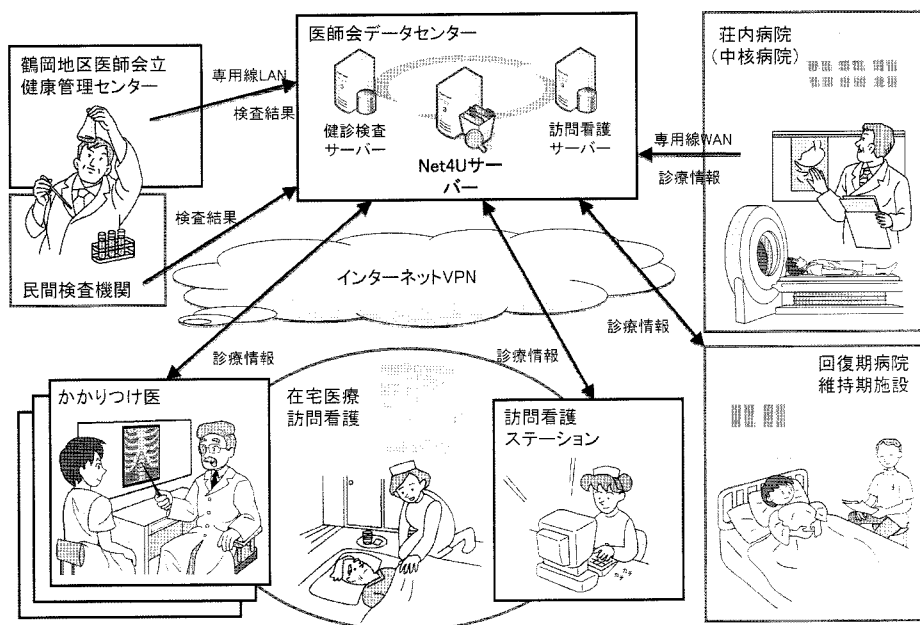 医師会データセンター
健診検査
サーバー
訪問看護
サーバー
Net4Uサー
バー
鶴岡地区医師会立
健康管理センター
専用線LAN
検査結果
検査結果
民間検査機関
荘内病院
(中核病院)
専用線WAN
診療情報
インターネットVPN
診療情報
診療情報
診療情報
かかりつけ医
在宅医療
訪問看護
訪問看護
ステーション
カチ
カチ
回復期病院
維持期施設